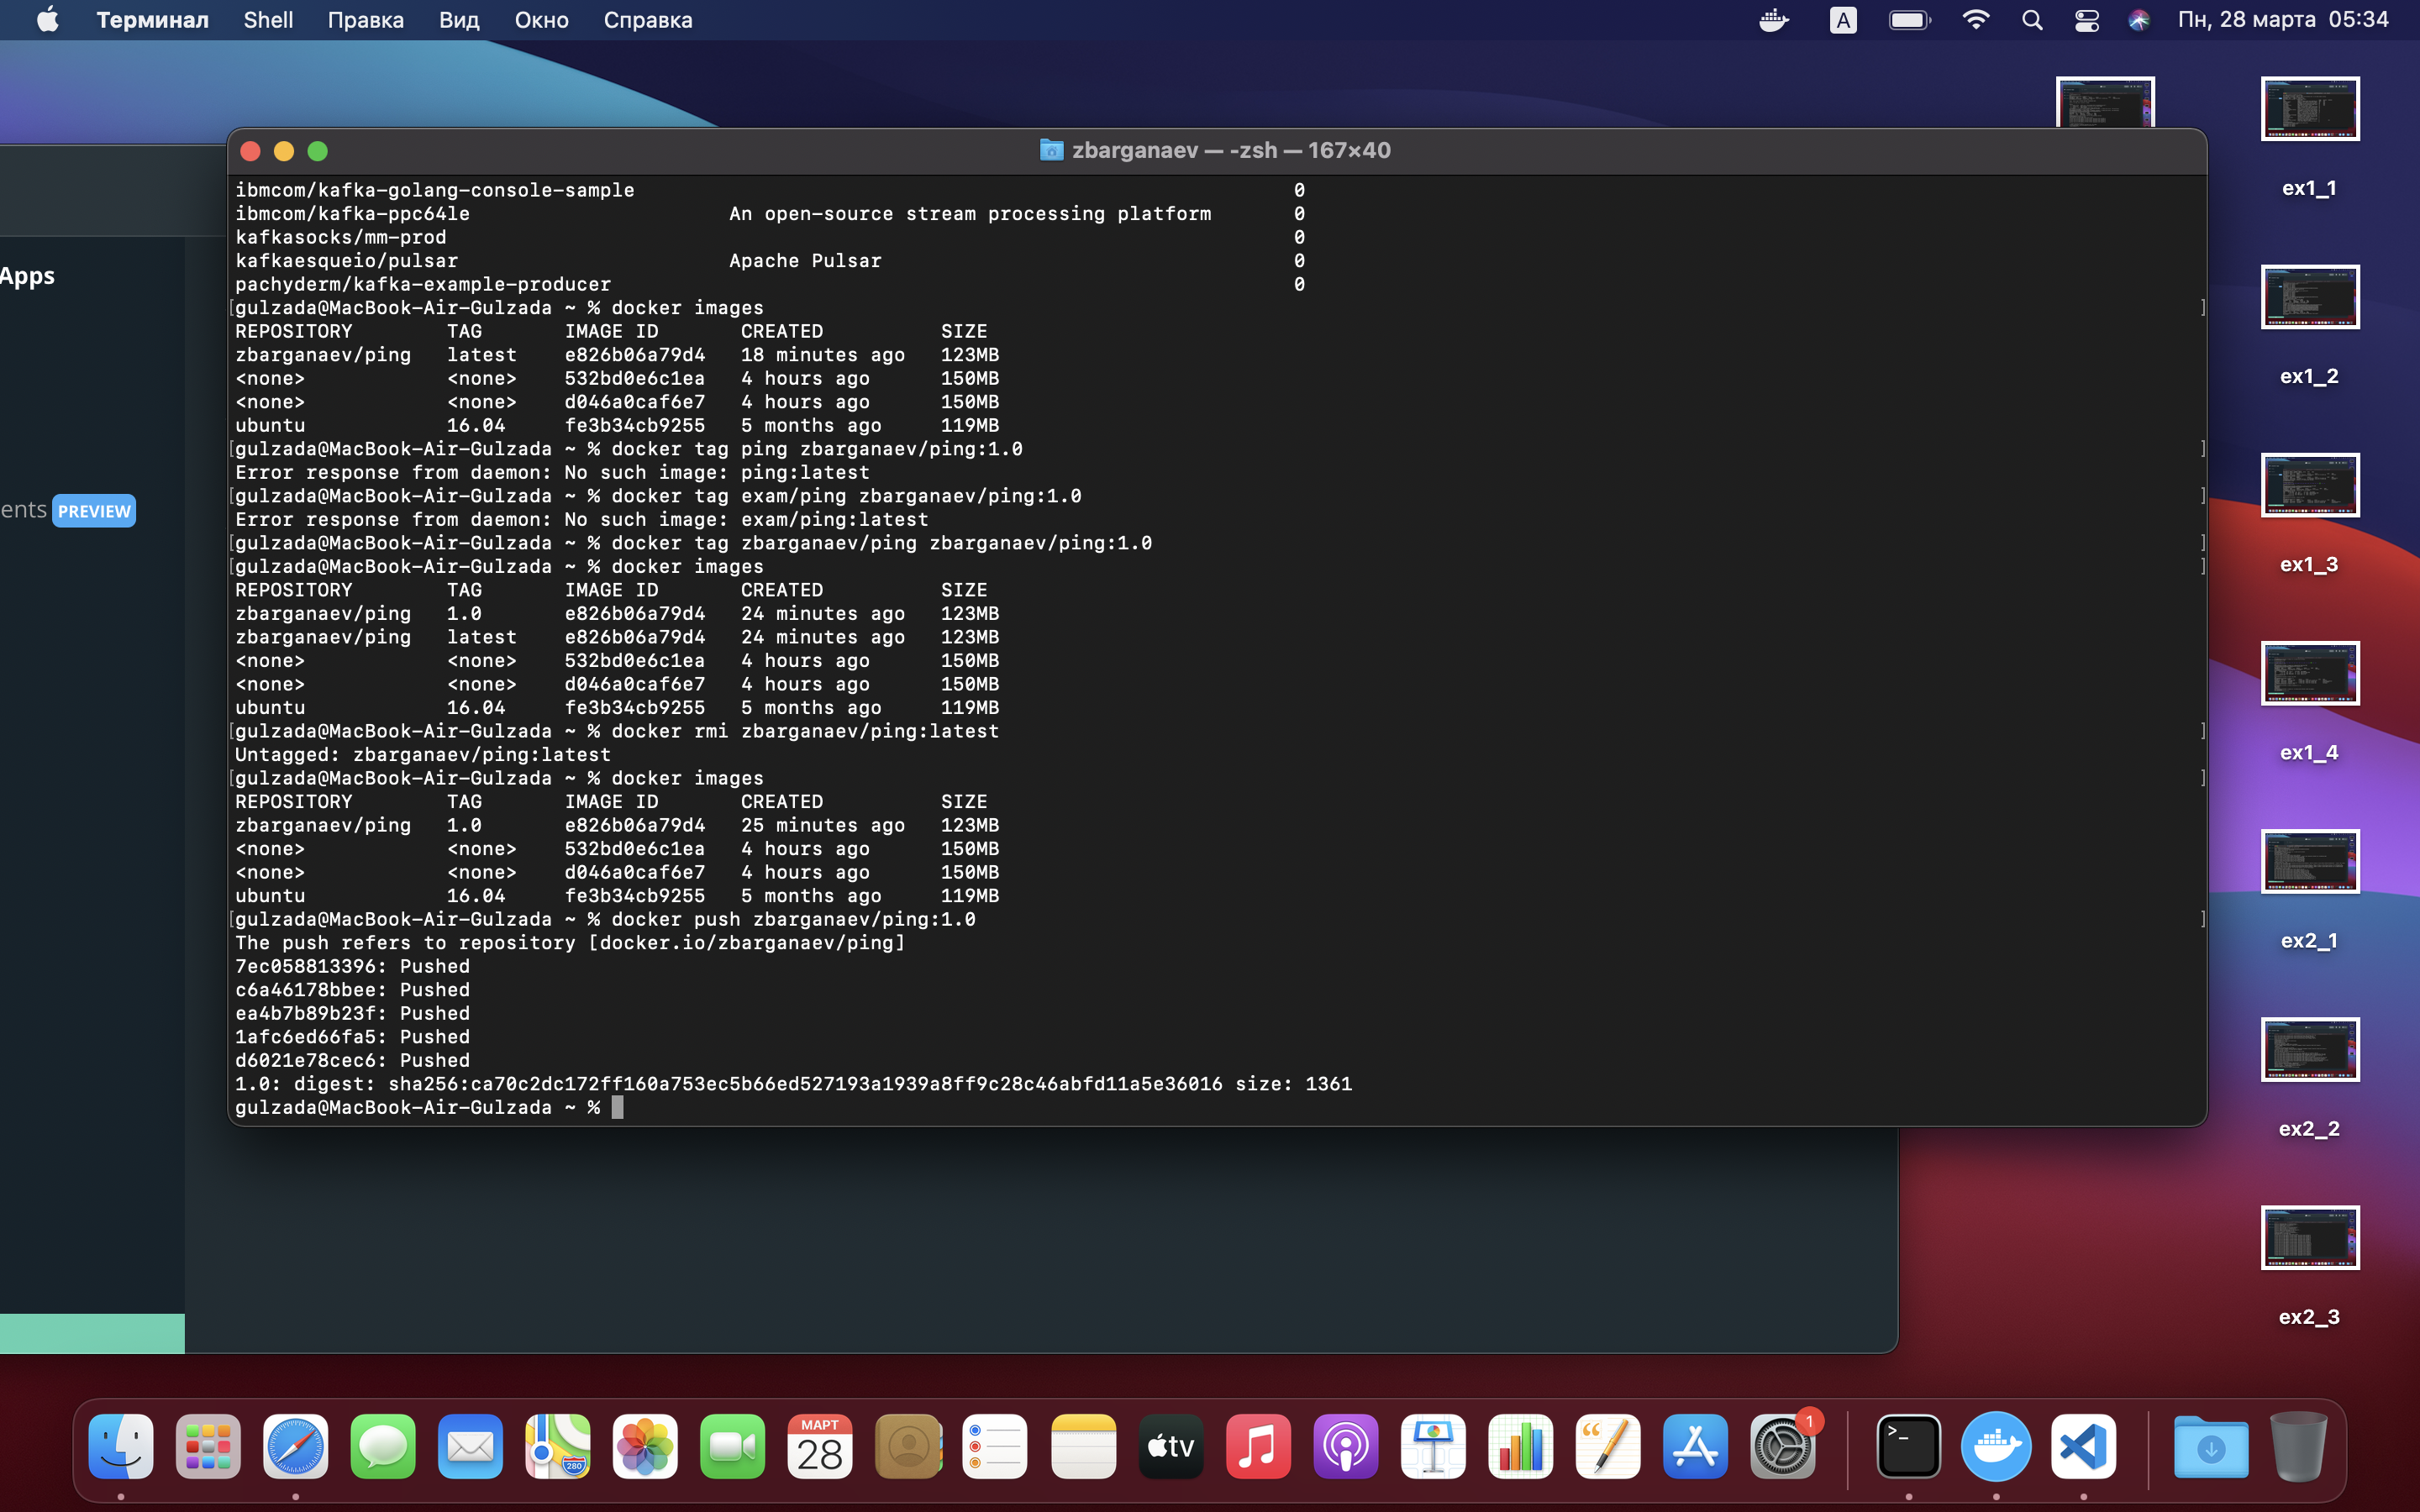 Терминал Shell Правка Вид Окно Справка A Пн, 28 марта 05:34
zbarganaev — -zsh — 167×40
ibmcom/kafka-golang-console-sample 0
ibmcom/kafka-ppc64le An open-source stream processing platform 0
kafkasocks/mm-prod 0
kafkaesqueio/pulsar Apache Pulsar 0
pachyderm/kafka-example-producer 0
[gulzada@MacBook-Air-Gulzada ~ % docker images ]
REPOSITORY TAG IMAGE ID CREATED SIZE
zbarganaev/ping latest e826b06a79d4 18 minutes ago 123MB
<none> <none> 532bd0e6c1ea 4 hours ago 150MB
<none> <none> d046a0caf6e7 4 hours ago 150MB
ubuntu 16.04 fe3b34cb9255 5 months ago 119MB
[gulzada@MacBook-Air-Gulzada ~ % docker tag ping zbarganaev/ping:1.0 ]
Error response from daemon: No such image: ping:latest
[gulzada@MacBook-Air-Gulzada ~ % docker tag exam/ping zbarganaev/ping:1.0 ]
Error response from daemon: No such image: exam/ping:latest
[gulzada@MacBook-Air-Gulzada ~ % docker tag zbarganaev/ping zbarganaev/ping:1.0 ]
[gulzada@MacBook-Air-Gulzada ~ % docker images ]
REPOSITORY TAG IMAGE ID CREATED SIZE
zbarganaev/ping 1.0 e826b06a79d4 24 minutes ago 123MB
zbarganaev/ping latest e826b06a79d4 24 minutes ago 123MB
<none> <none> 532bd0e6c1ea 4 hours ago 150MB
<none> <none> d046a0caf6e7 4 hours ago 150MB
ubuntu 16.04 fe3b34cb9255 5 months ago 119MB
[gulzada@MacBook-Air-Gulzada ~ % docker rmi zbarganaev/ping:latest ]
Untagged: zbarganaev/ping:latest
[gulzada@MacBook-Air-Gulzada ~ % docker images ]
REPOSITORY TAG IMAGE ID CREATED SIZE
zbarganaev/ping 1.0 e826b06a79d4 25 minutes ago 123MB
<none> <none> 532bd0e6c1ea 4 hours ago 150MB
<none> <none> d046a0caf6e7 4 hours ago 150MB
ubuntu 16.04 fe3b34cb9255 5 months ago 119MB
[gulzada@MacBook-Air-Gulzada ~ % docker push zbarganaev/ping:1.0 ]
The push refers to repository [docker.io/zbarganaev/ping]
7ec058813396: Pushed
c6a46178bbee: Pushed
ea4b7b89b23f: Pushed
1afc6ed66fa5: Pushed
d6021e78cec6: Pushed
1.0: digest: sha256:ca70c2dc172ff160a753ec5b66ed527193a1939a8ff9c28c46abfd11a5e36016 size: 1361
gulzada@MacBook-Air-Gulzada ~ %
Apps
ents PREVIEW
ex1_1
ex1_2
ex1_3
ex1_4
ex2_1
ex2_2
ex2_3
280
МАРТ
28
tv
1
>_